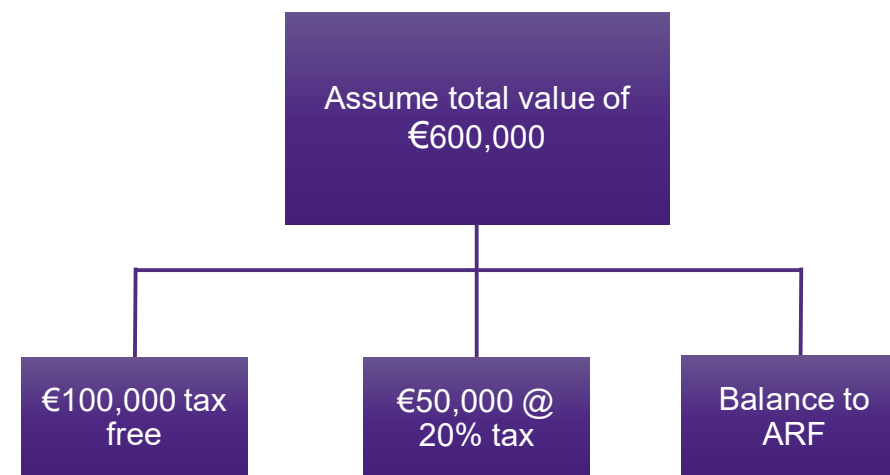 Assume total value of
€600,000
€100,000 tax
free
€50,000 @
20% tax
Balance to
ARF